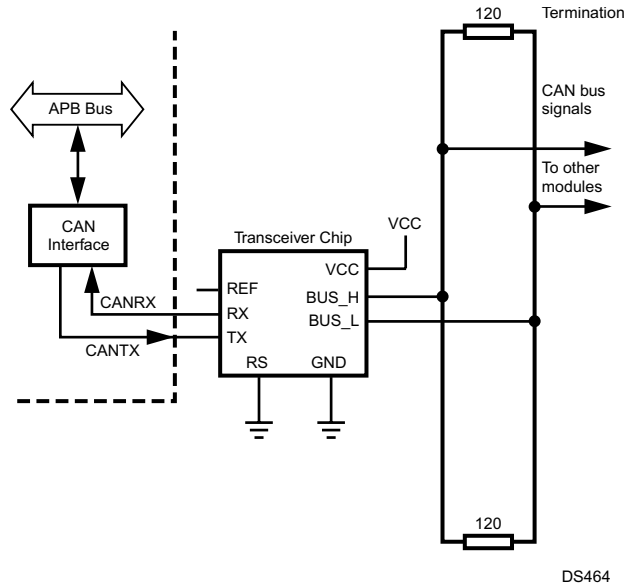 120
Termination
APB Bus
CAN bus
signals
To other
modules
CAN
Interface
Transceiver Chip
VCC
VCC
REF
BUS_H
CANRX
RX
BUS_L
CANTX
TX
RS
GND
120
DS464